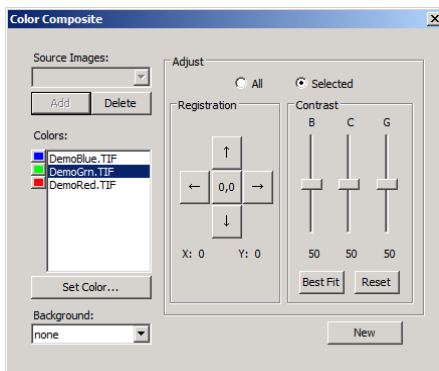 Color Composite
Source Images:
Add Delete
Colors:
DemoBlue.TIF
DemoGrn.TIF
DemoRed.TIF
Set Color...
Background:
none
Adjust
All Selected
Registration
↑
← 0,0 →
↓
X: 0 Y: 0
Contrast
B C G
50 50 50
Best Fit Reset
New